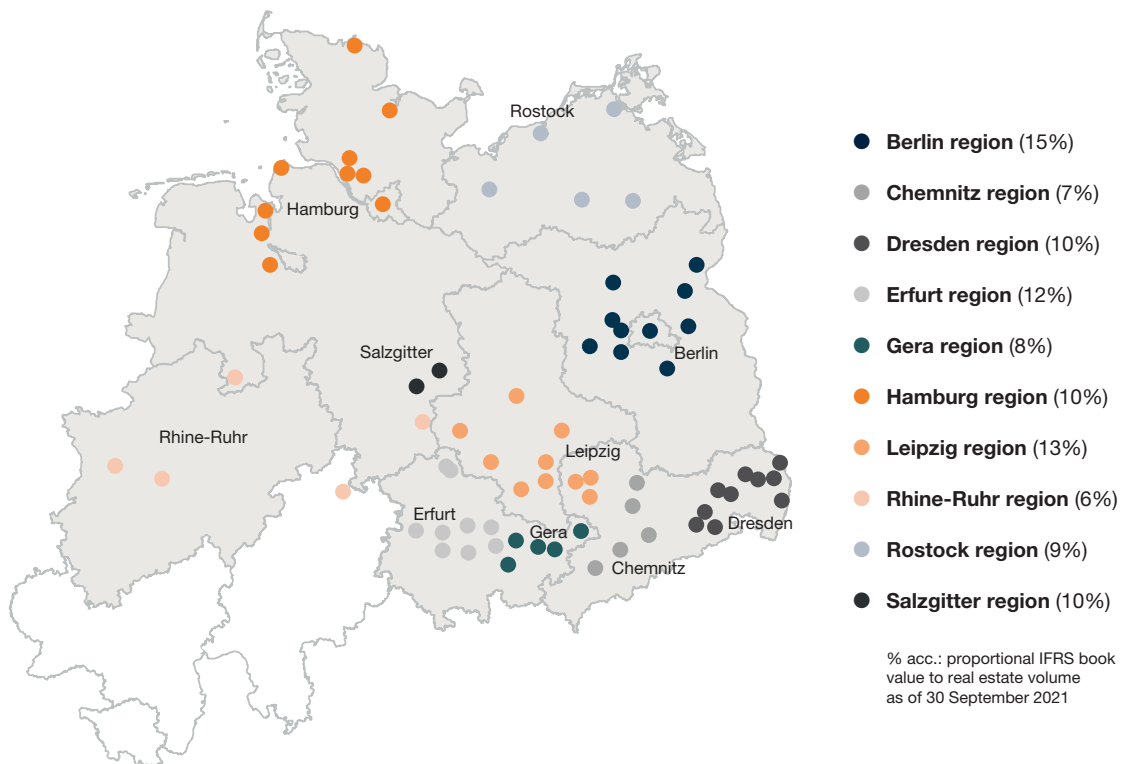 Rostock
Hamburg
Salzgitter
Berlin
Rhine-Ruhr
Leipzig
Erfurt
Gera
Dresden
Chemnitz
Berlin region (15%)
Chemnitz region (7%)
Dresden region (10%)
Erfurt region (12%)
Gera region (8%)
Hamburg region (10%)
Leipzig region (13%)
Rhine-Ruhr region (6%)
Rostock region (9%)
Salzgitter region (10%)
% acc.: proportional IFRS book
value to real estate volume
as of 30 September 2021